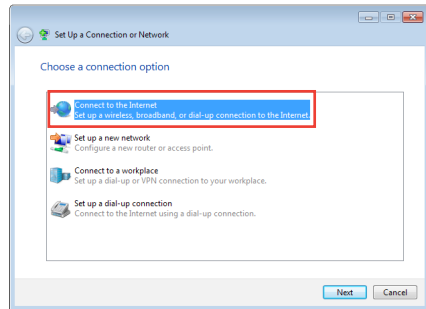 Set Up a Connection or Network
Choose a connection option
Connect to the Internet
Set up a wireless, broadband, or dial-up connection to the Internet.
Set up a new network
Configure a new router or access point.
Connect to a workplace
Set up a dial-up or VPN connection to your workplace.
Set up a dial-up connection
Connect to the Internet using a dial-up connection.
Next Cancel